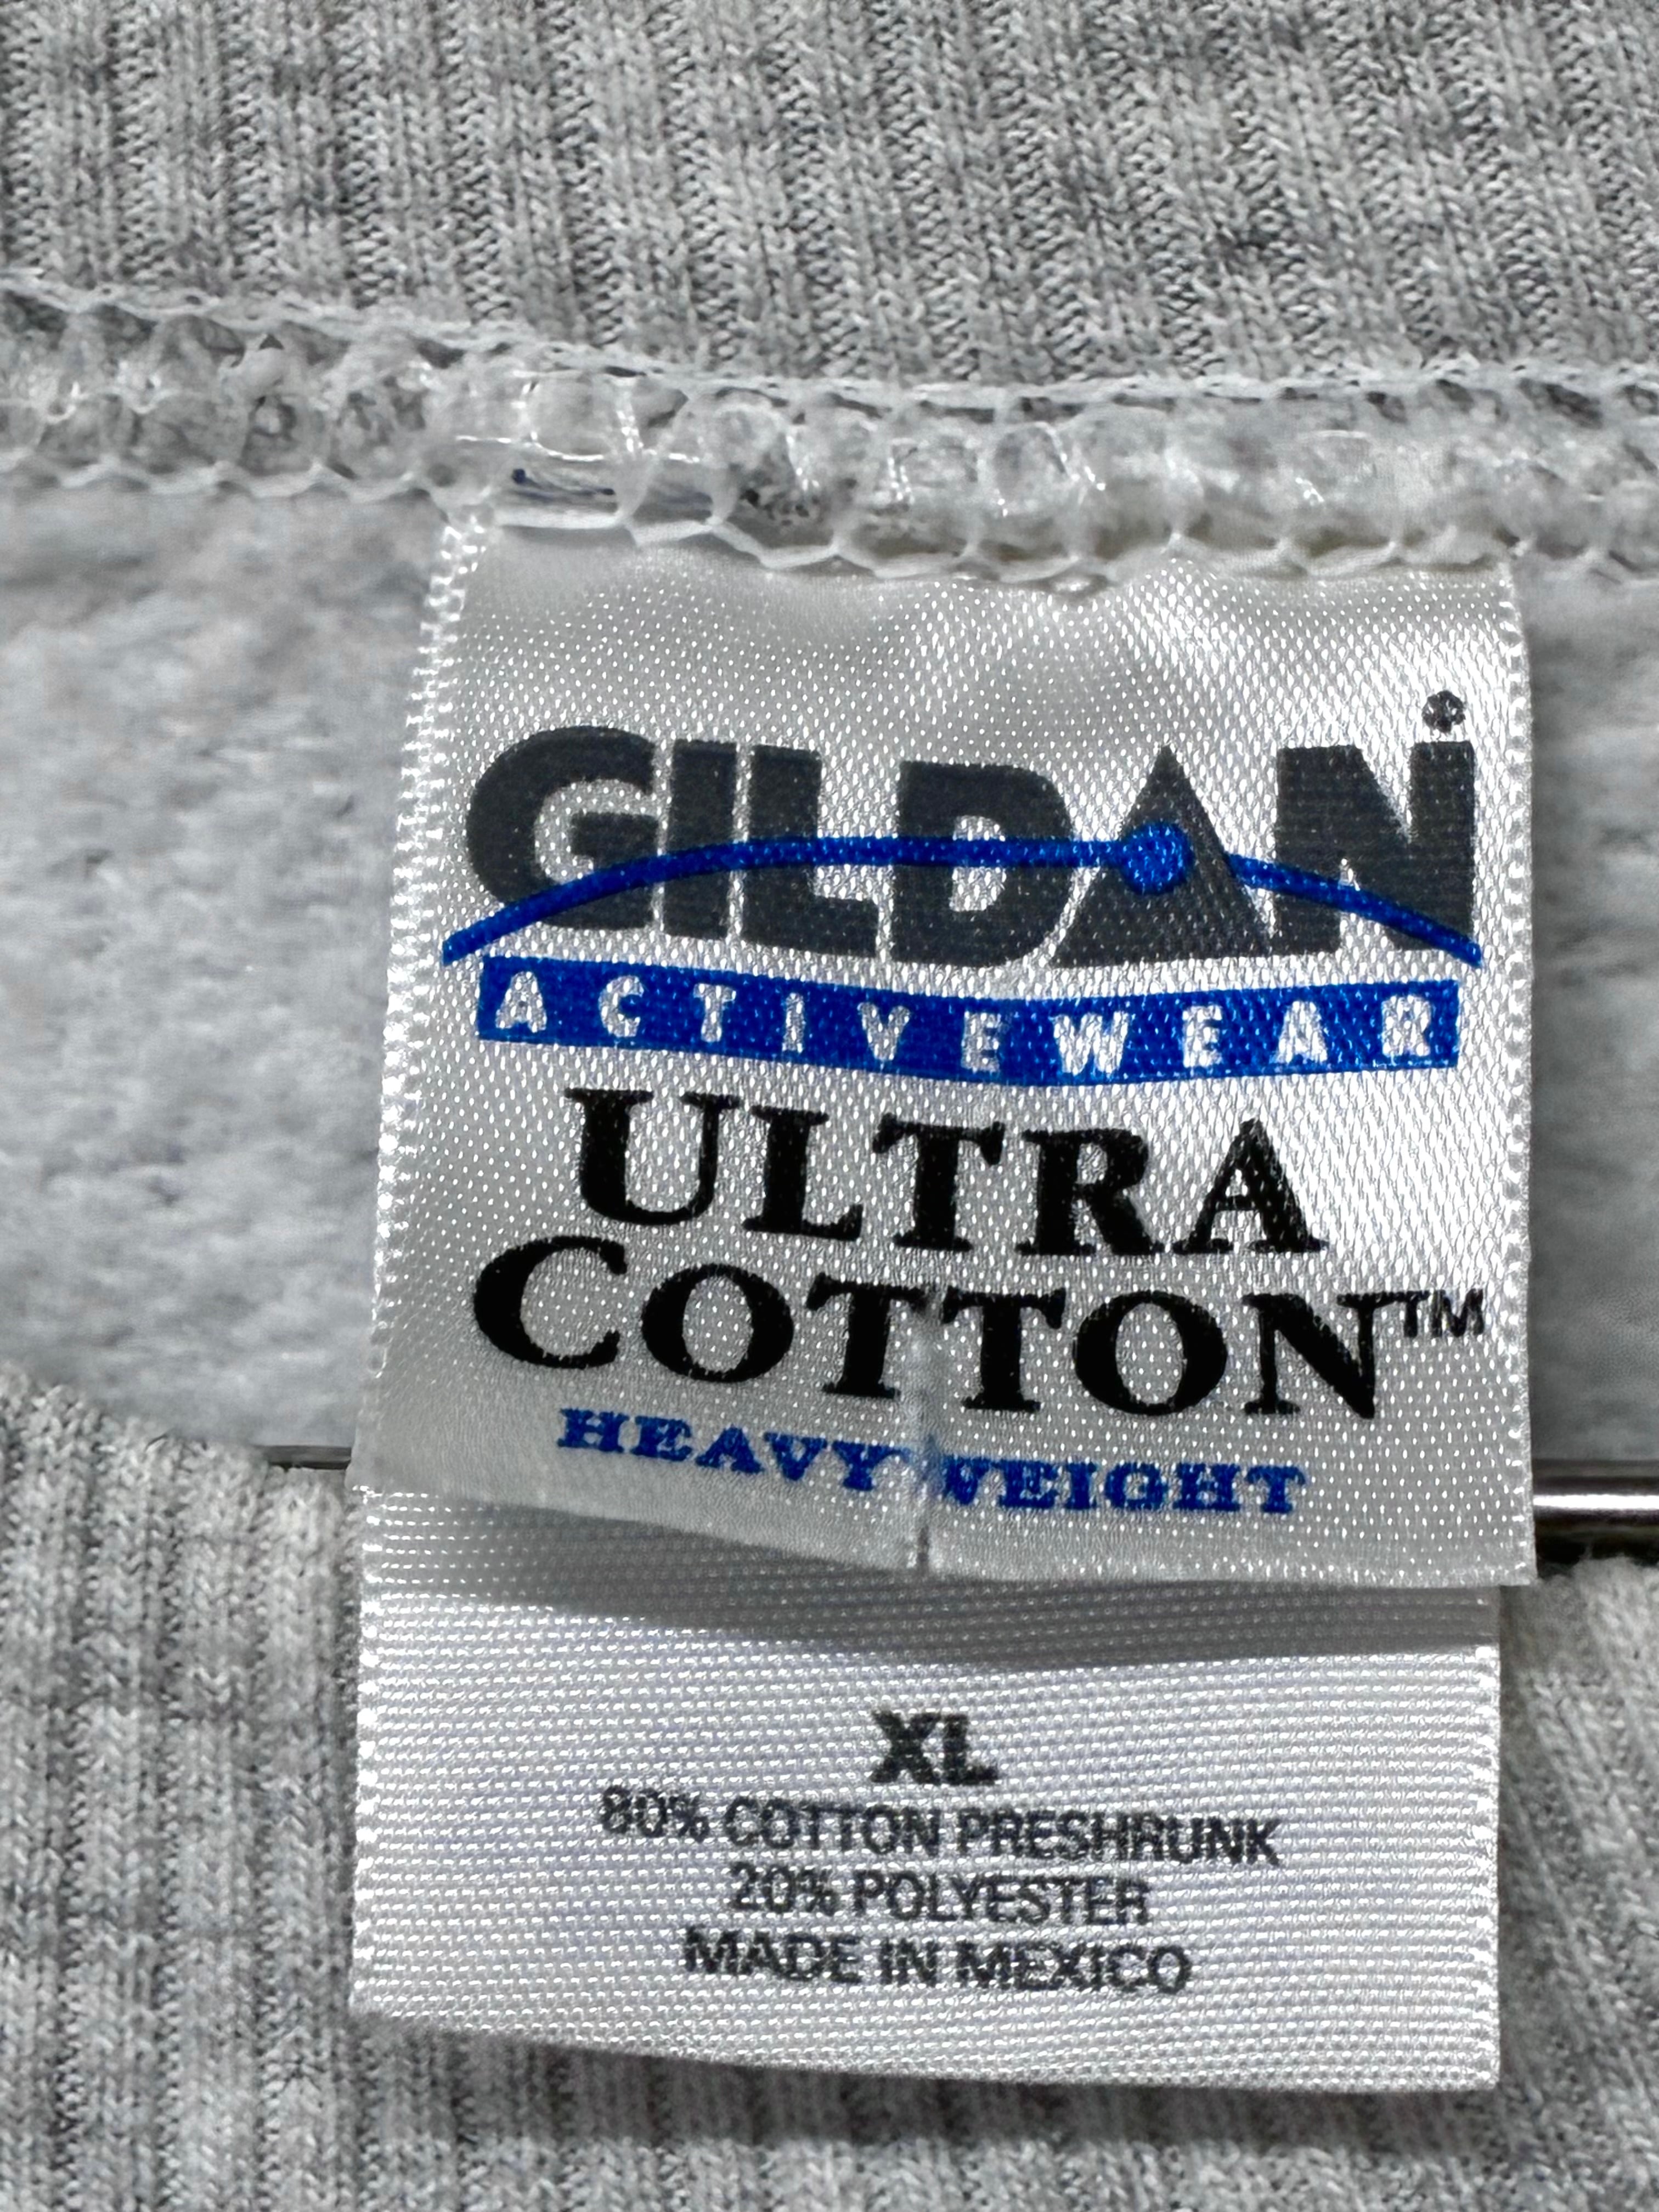 GILDAN
ACTIVEWEAR
ULTRA
COTTON™
HEAVYWEIGHT
XL
80% COTTON PRESHRUNK
20% POLYESTER
MADE IN MEXICO